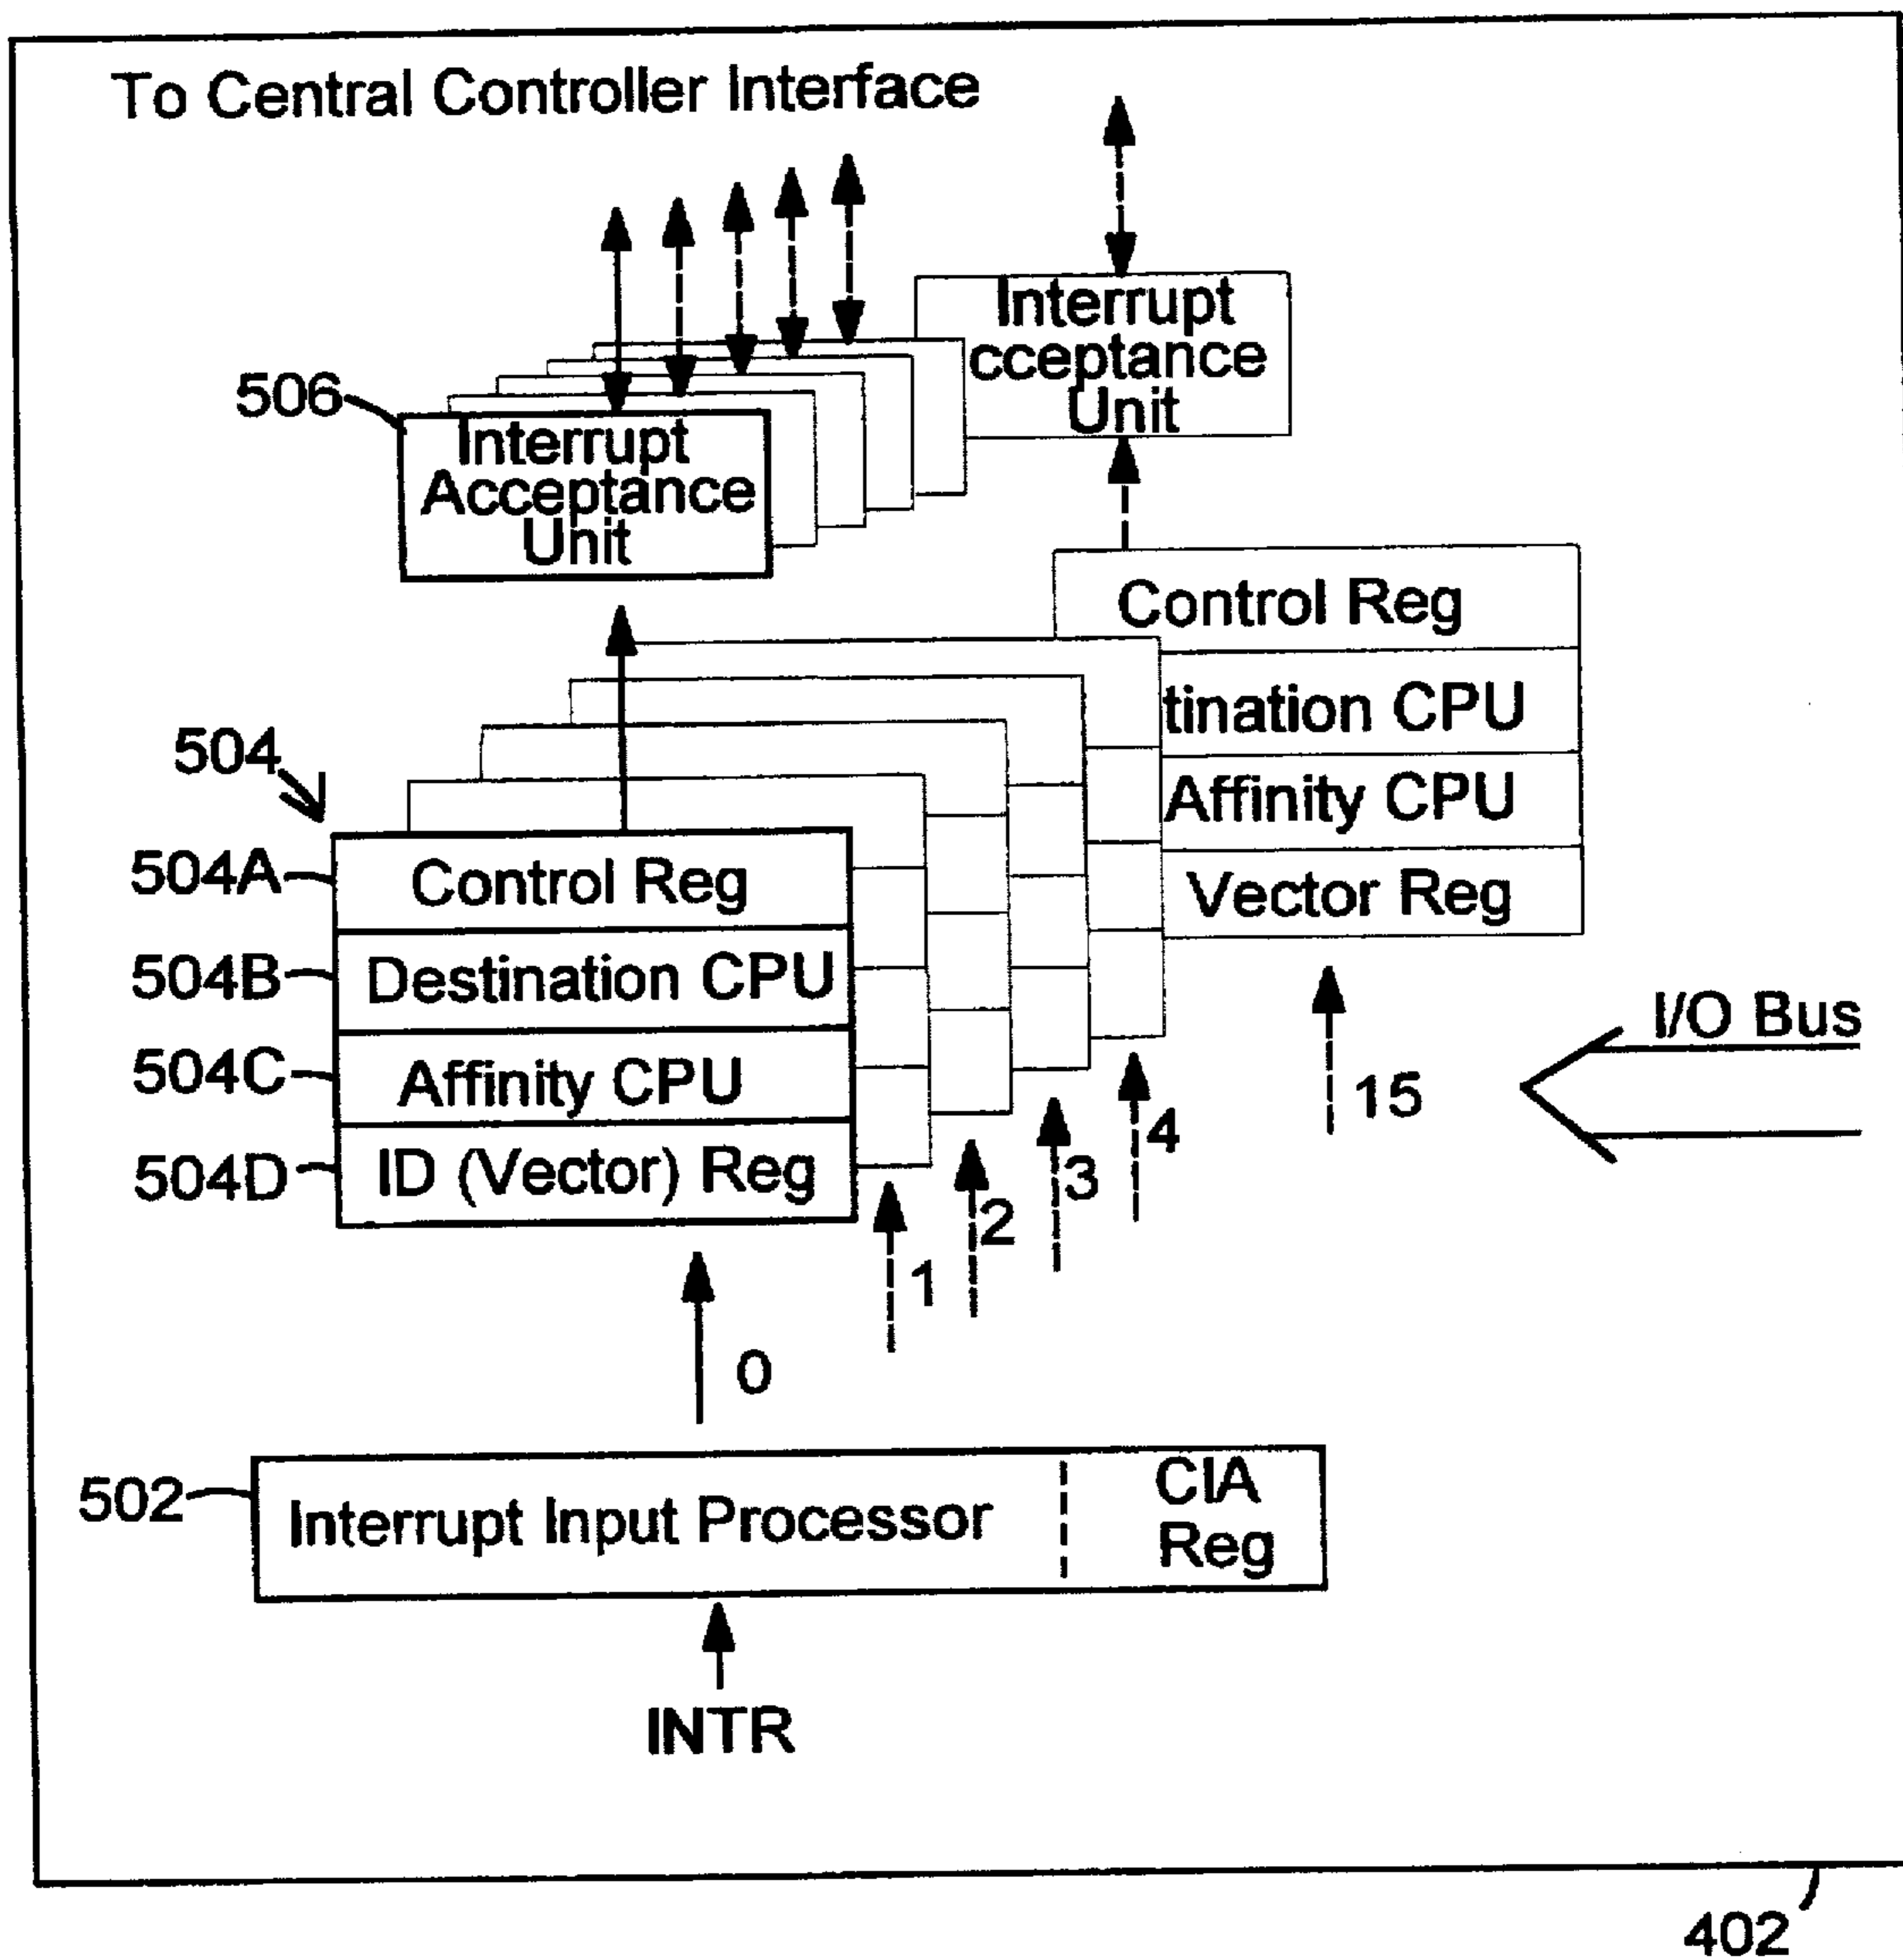 To Central Controller Interface
Interrupt
cceptance
Unit
506
Interrupt
Acceptance
Unit
Control Reg
tination CPU
Affinity CPU
Vector Reg
504
504A
Control Reg
504B
Destination CPU
504C
Affinity CPU
504D
ID (Vector) Reg
I/O Bus
15
4
3
2
1
0
502
Interrupt Input Processor
CIA
Reg
INTR
402